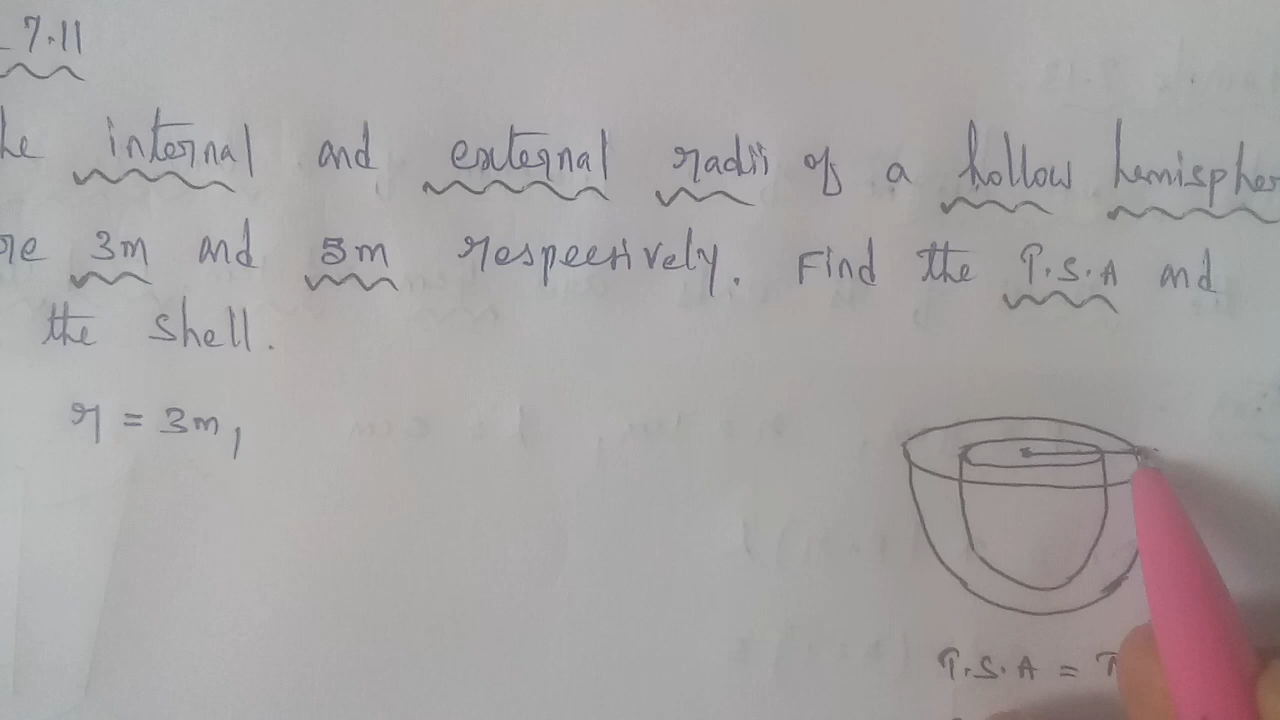 7.11
he internal and external radii of a hollow hemispher
re 3m and 5m respectively. Find the T.S.A and
the shell.
r = 3m,
T.S.A = π